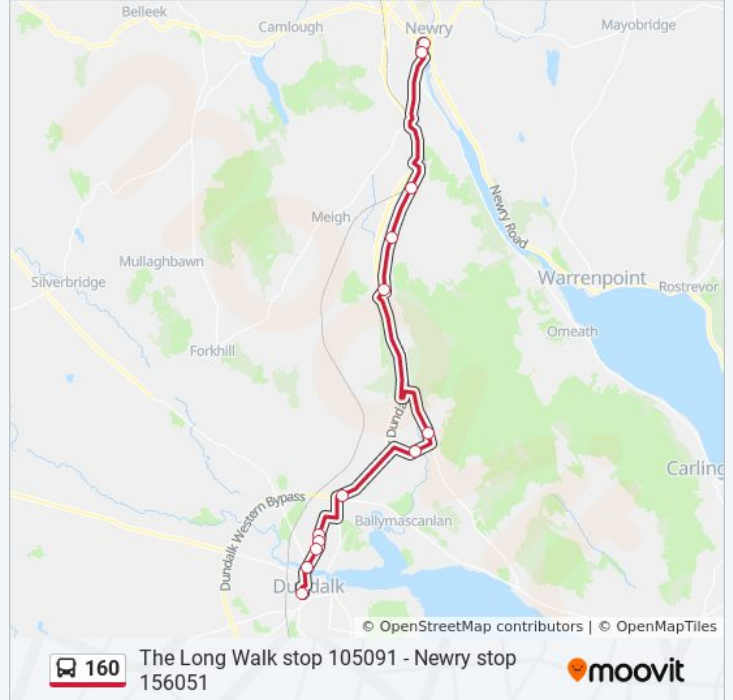 Belleek
Camlough
Newry
Mayobridge
Newry Road
Meigh
Mullaghbawn
Silverbridge
Warrenpoint
Rostrevor
Omeath
Forkhill
Dunda
Carling
Dundalk Western Bypass
Ballymascanlan
Dundalk
© OpenStreetMap contributors | © OpenMapTiles
160
The Long Walk stop 105091 - Newry stop
156051
moovit